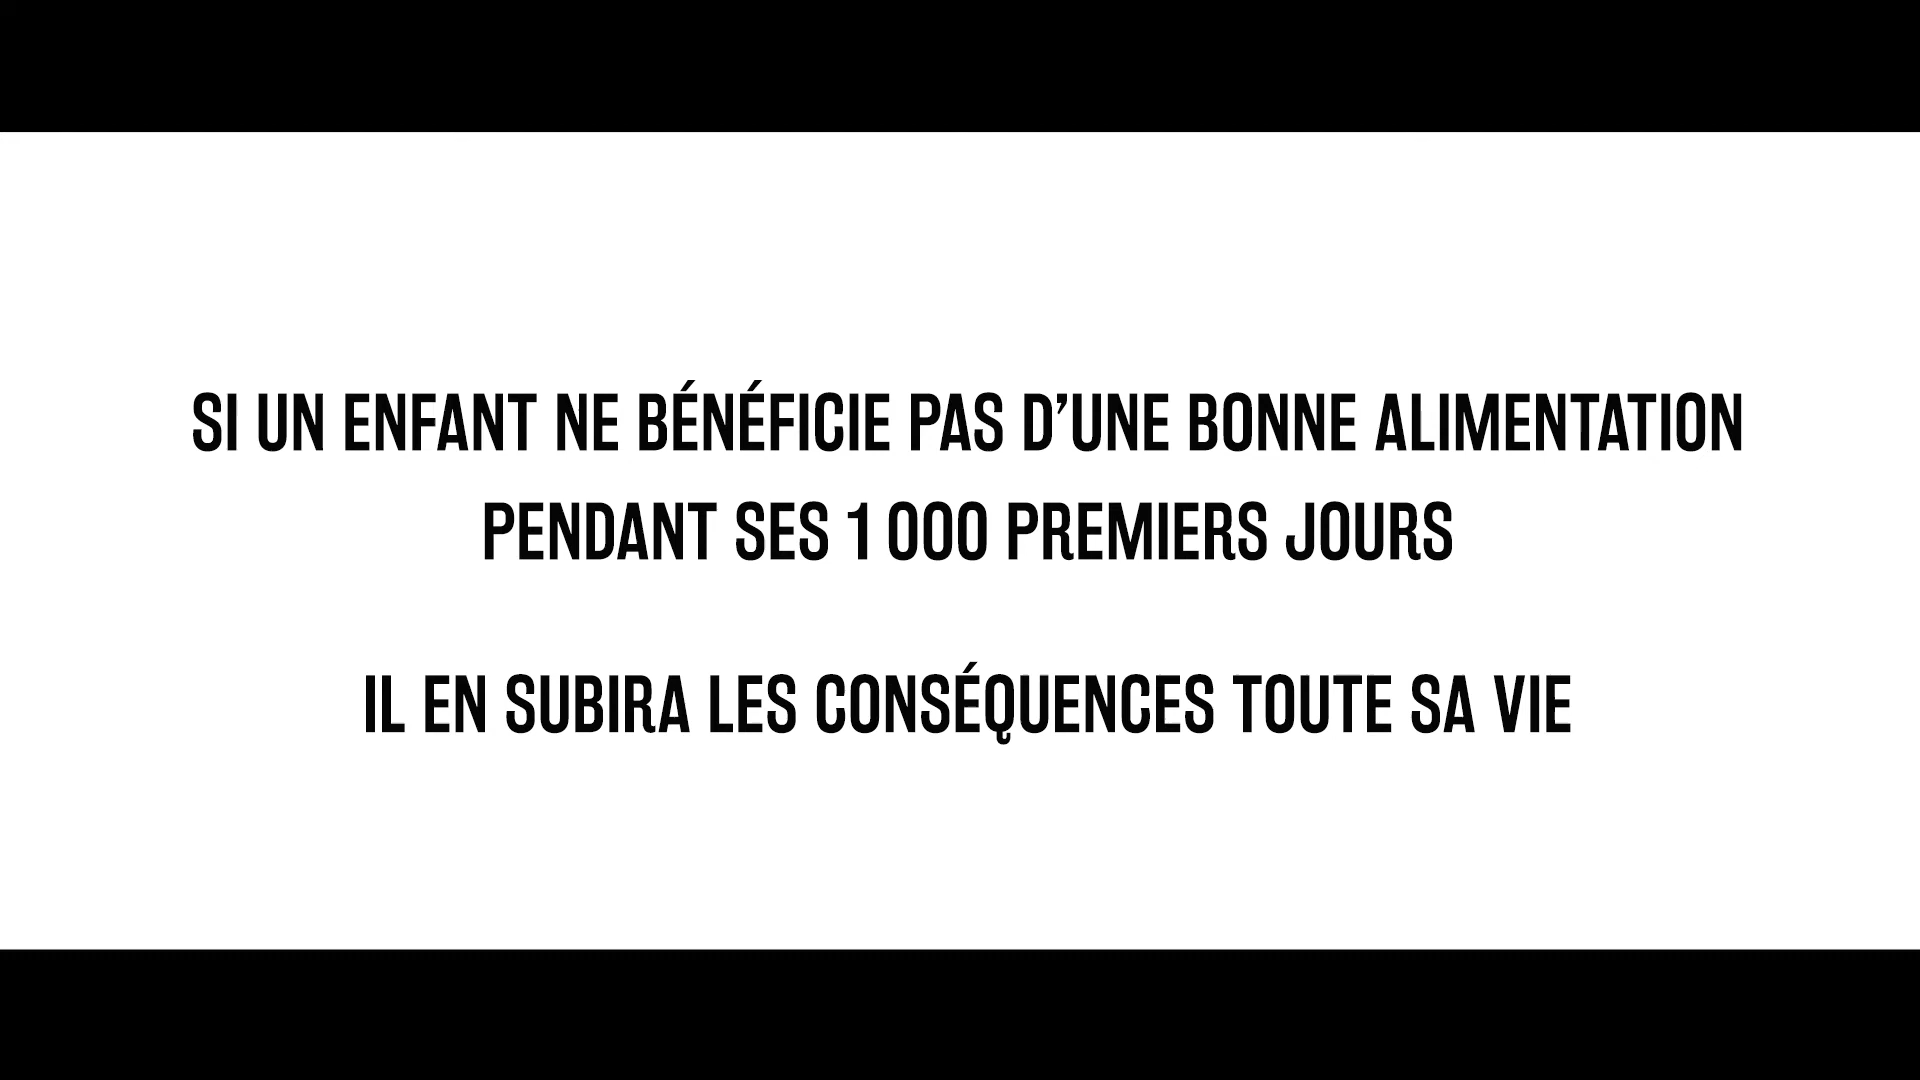 SI UN ENFANT NE BÉNÉFICIE PAS D’UNE BONNE ALIMENTATION
PENDANT SES 1 000 PREMIERS JOURS
IL EN SUBIRA LES CONSÉQUENCES TOUTE SA VIE